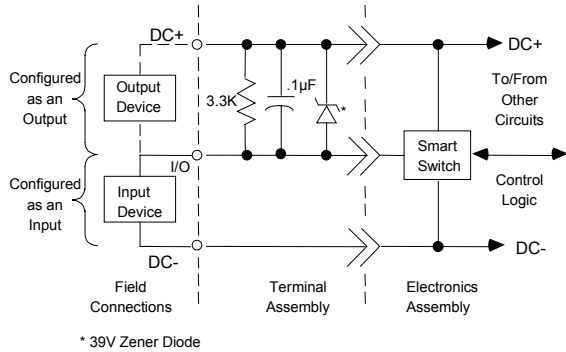 DC+
DC+
Configured
as an
Output
Output
Device
3.3K
.1µF
*
To/From
Other
Circuits
I/O
Smart
Switch
Configured
as an
Input
Input
Device
Control
Logic
DC-
DC-
Field
Connections
Terminal
Assembly
Electronics
Assembly
* 39V Zener Diode